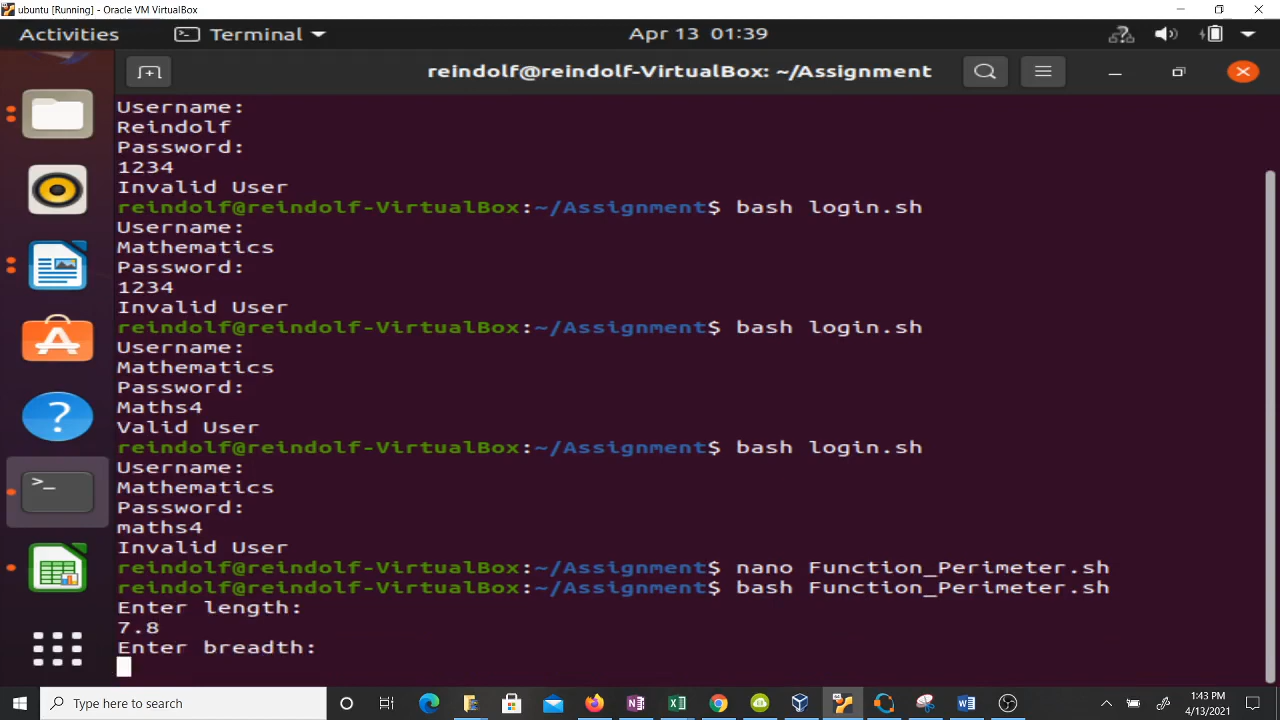 ubuntu [Running] - Oracle VM VirtualBox
Activities Terminal Apr 13 01:39
reindolf@reindolf-VirtualBox: ~/Assignment
Username:
Reindolf
Password:
1234
Invalid User
reindolf@reindolf-VirtualBox:~/Assignment$ bash login.sh
Username:
Mathematics
Password:
1234
Invalid User
reindolf@reindolf-VirtualBox:~/Assignment$ bash login.sh
Username:
Mathematics
Password:
Maths4
Valid User
reindolf@reindolf-VirtualBox:~/Assignment$ bash login.sh
Username:
Mathematics
Password:
maths4
Invalid User
reindolf@reindolf-VirtualBox:~/Assignment$ nano Function_Perimeter.sh
reindolf@reindolf-VirtualBox:~/Assignment$ bash Function_Perimeter.sh
Enter length:
7.8
Enter breadth:
Type here to search
1:43 PM
4/13/2021